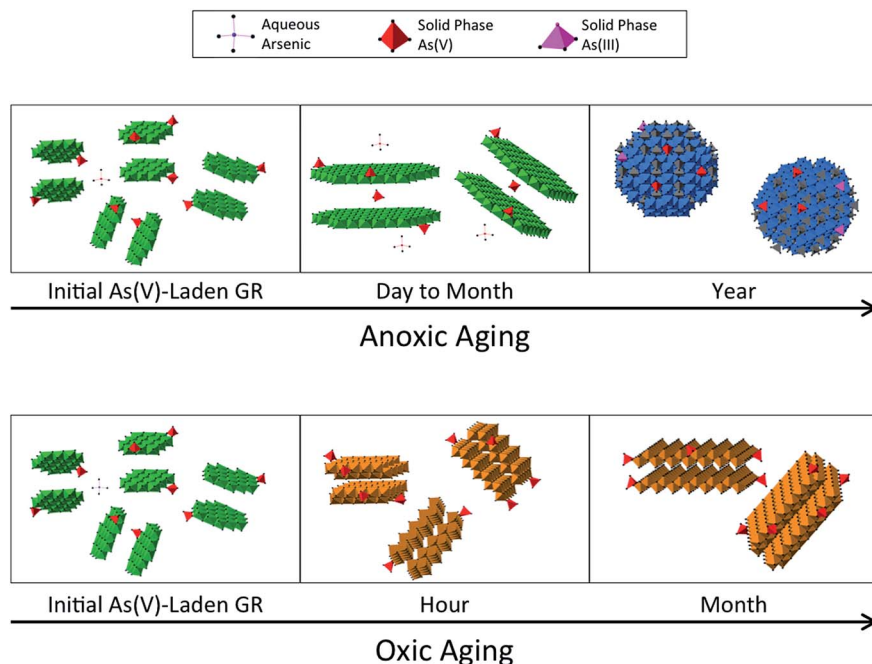 Aqueous
Arsenic
Solid Phase
As(V)
Solid Phase
As(III)
Initial As(V)-Laden GR
Day to Month
Year
Anoxic Aging
Initial As(V)-Laden GR
Hour
Month
Oxic Aging